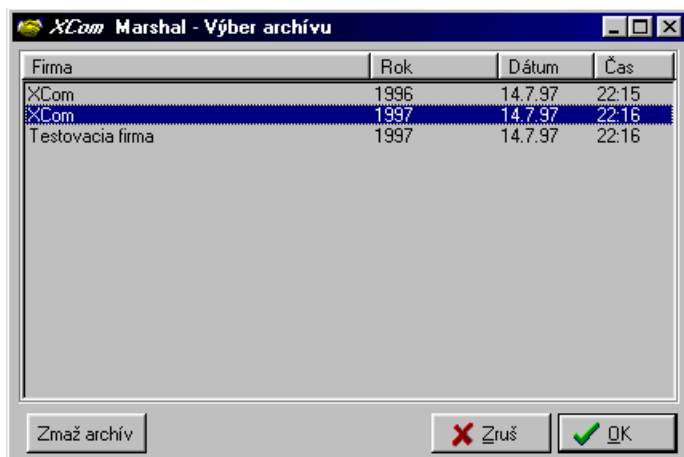 XCom Marshal - Výber archívu
Firma Rok Dátum Čas
XCom 1996 14.7.97 22:15
XCom 1997 14.7.97 22:16
Testovacia firma 1997 14.7.97 22:16
Zmaž archív Zruš OK